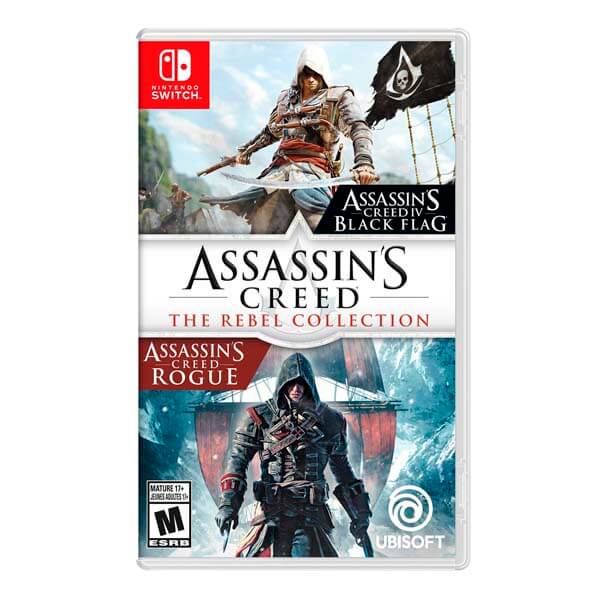 NINTENDO
SWITCH
ASSASSIN'S
CREED IV
BLACK FLAG
ASSASSIN'S
CREED
THE REBEL COLLECTION
ASSASSIN'S
CREED
ROGUE
MATURE 17+
JEUNES ADULTES 17+
M
ESRB
UBISOFT